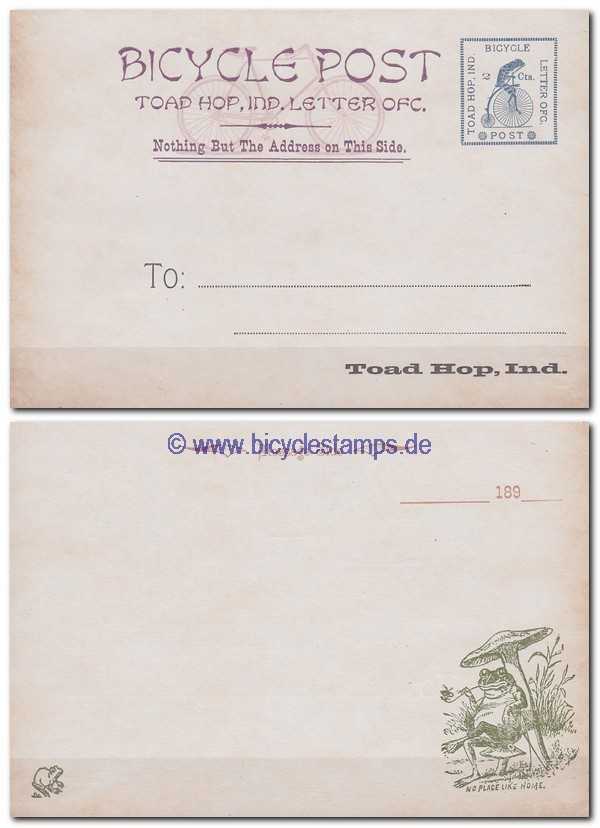 BICYCLE POST
TOAD HOP, IND. LETTER OFC.
Nothing But The Address on This Side.
BICYCLE
TOAD HOP, IND.
2 Cts.
LETTER OFC.
POST
To:
Toad Hop, Ind.
© www.bicyclestamps.de
189
NO PLACE LIKE HOME.